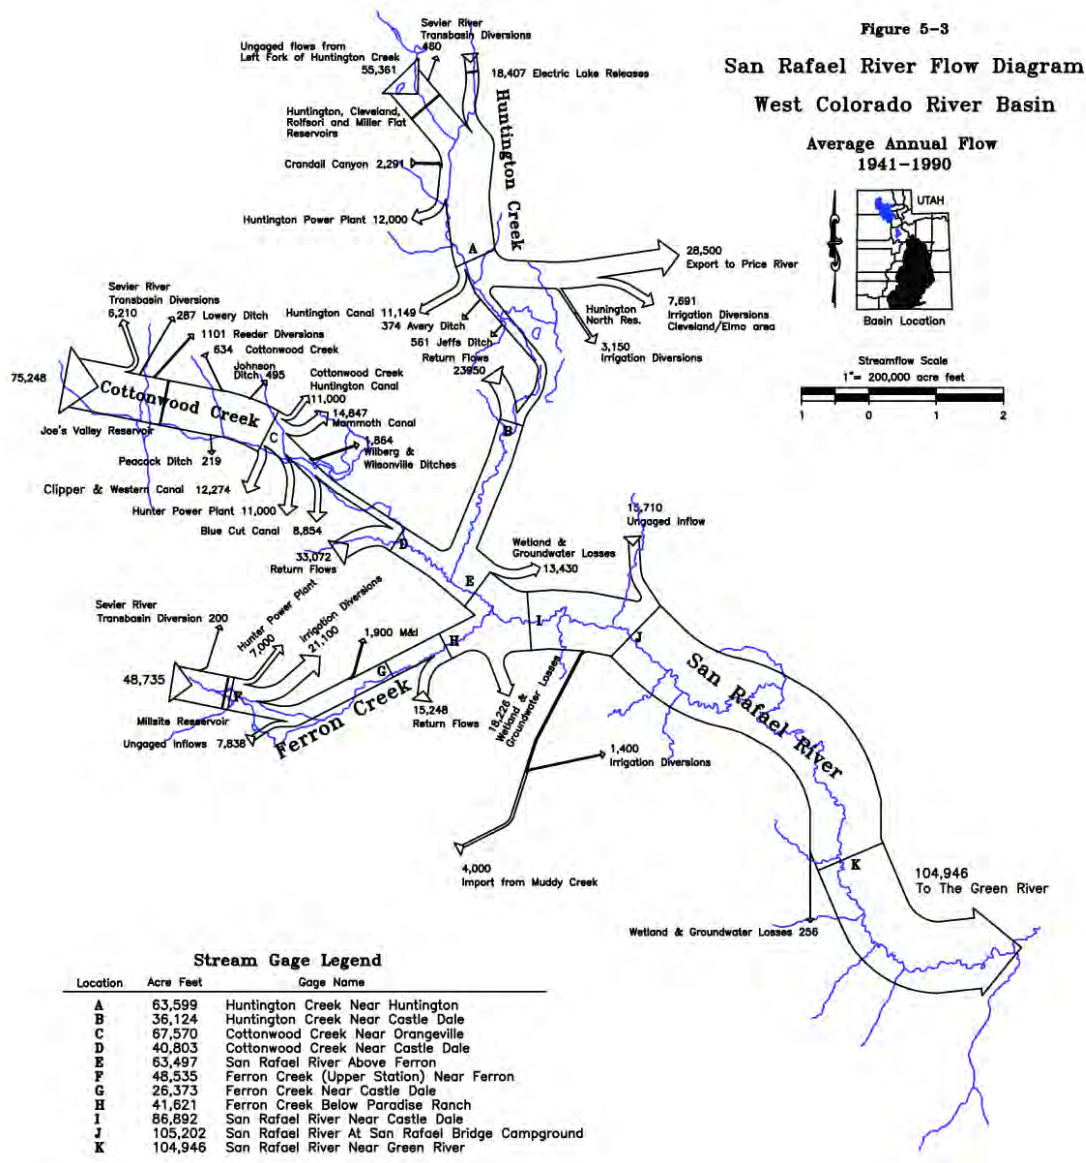 Figure 5-3
San Rafael River Flow Diagram
West Colorado River Basin
Average Annual Flow
1941-1990
UTAH
Basin Location
Streamflow Scale
1"= 200,000 acre feet
1 0 1 2
Sevier River
Transbasin Diversions
480
Ungaged flows from
Left Fork of Huntington Creek
55,361
18,407 Electric Lake Releases
Huntington, Cleveland,
Rolfson and Miller Flat
Reservoirs
Huntington Creek
Crandall Canyon 2,291
Huntington Power Plant 12,000
A
28,500
Export to Price River
7,691
Irrigation Diversions
Cleveland/Elmo area
Hunington
North Res.
3,150
Irrigation Diversions
Huntington Canal 11,149
374 Avery Ditch
561 Jeffs Ditch
Return Flows
23950
B
Sevier River
Transbasin Diversions
6,210
287 Lowery Ditch
1101 Reeder Diversions
634 Cottonwood Creek
Johnson
Ditch 495
Cottonwood Creek
Huntington Canal
11,000
14,847
Mammoth Canal
1,864
Wilberg &
Wilsonville Ditches
75,248
Cottonwood Creek
Joe's Valley Reservoir
C
Peacock Ditch 219
Clipper & Western Canal 12,274
Hunter Power Plant 11,000
Blue Cut Canal 8,854
D
33,072
Return Flows
Wetland &
Groundwater Losses
13,430
15,710
Ungaged Inflow
E
I
J
H
Sevier River
Transbasin Diversion 200
Hunter Power Plant
7,000
Irrigation Diversions
21,100
1,900 M&I
G
48,735
F
Millsite Resservoir
Ungaged Inflows 7,838
Ferron Creek
15,248
Return Flows
18,226
Wetland &
Groundwater Losses
1,400
Irrigation Diversions
4,000
Import from Muddy Creek
San Rafael River
K
104,946
To The Green River
Wetland & Groundwater Losses 256
Stream Gage Legend
Location Acre Feet Gage Name
A 63,599 Huntington Creek Near Huntington
B 36,124 Huntington Creek Near Castle Dale
C 67,570 Cottonwood Creek Near Orangeville
D 40,803 Cottonwood Creek Near Castle Dale
E 63,497 San Rafael River Above Ferron
F 48,535 Ferron Creek (Upper Station) Near Ferron
G 26,373 Ferron Creek Near Castle Dale
H 41,621 Ferron Creek Below Paradise Ranch
I 86,892 San Rafael River Near Castle Dale
J 105,202 San Rafael River At San Rafael Bridge Campground
K 104,946 San Rafael River Near Green River